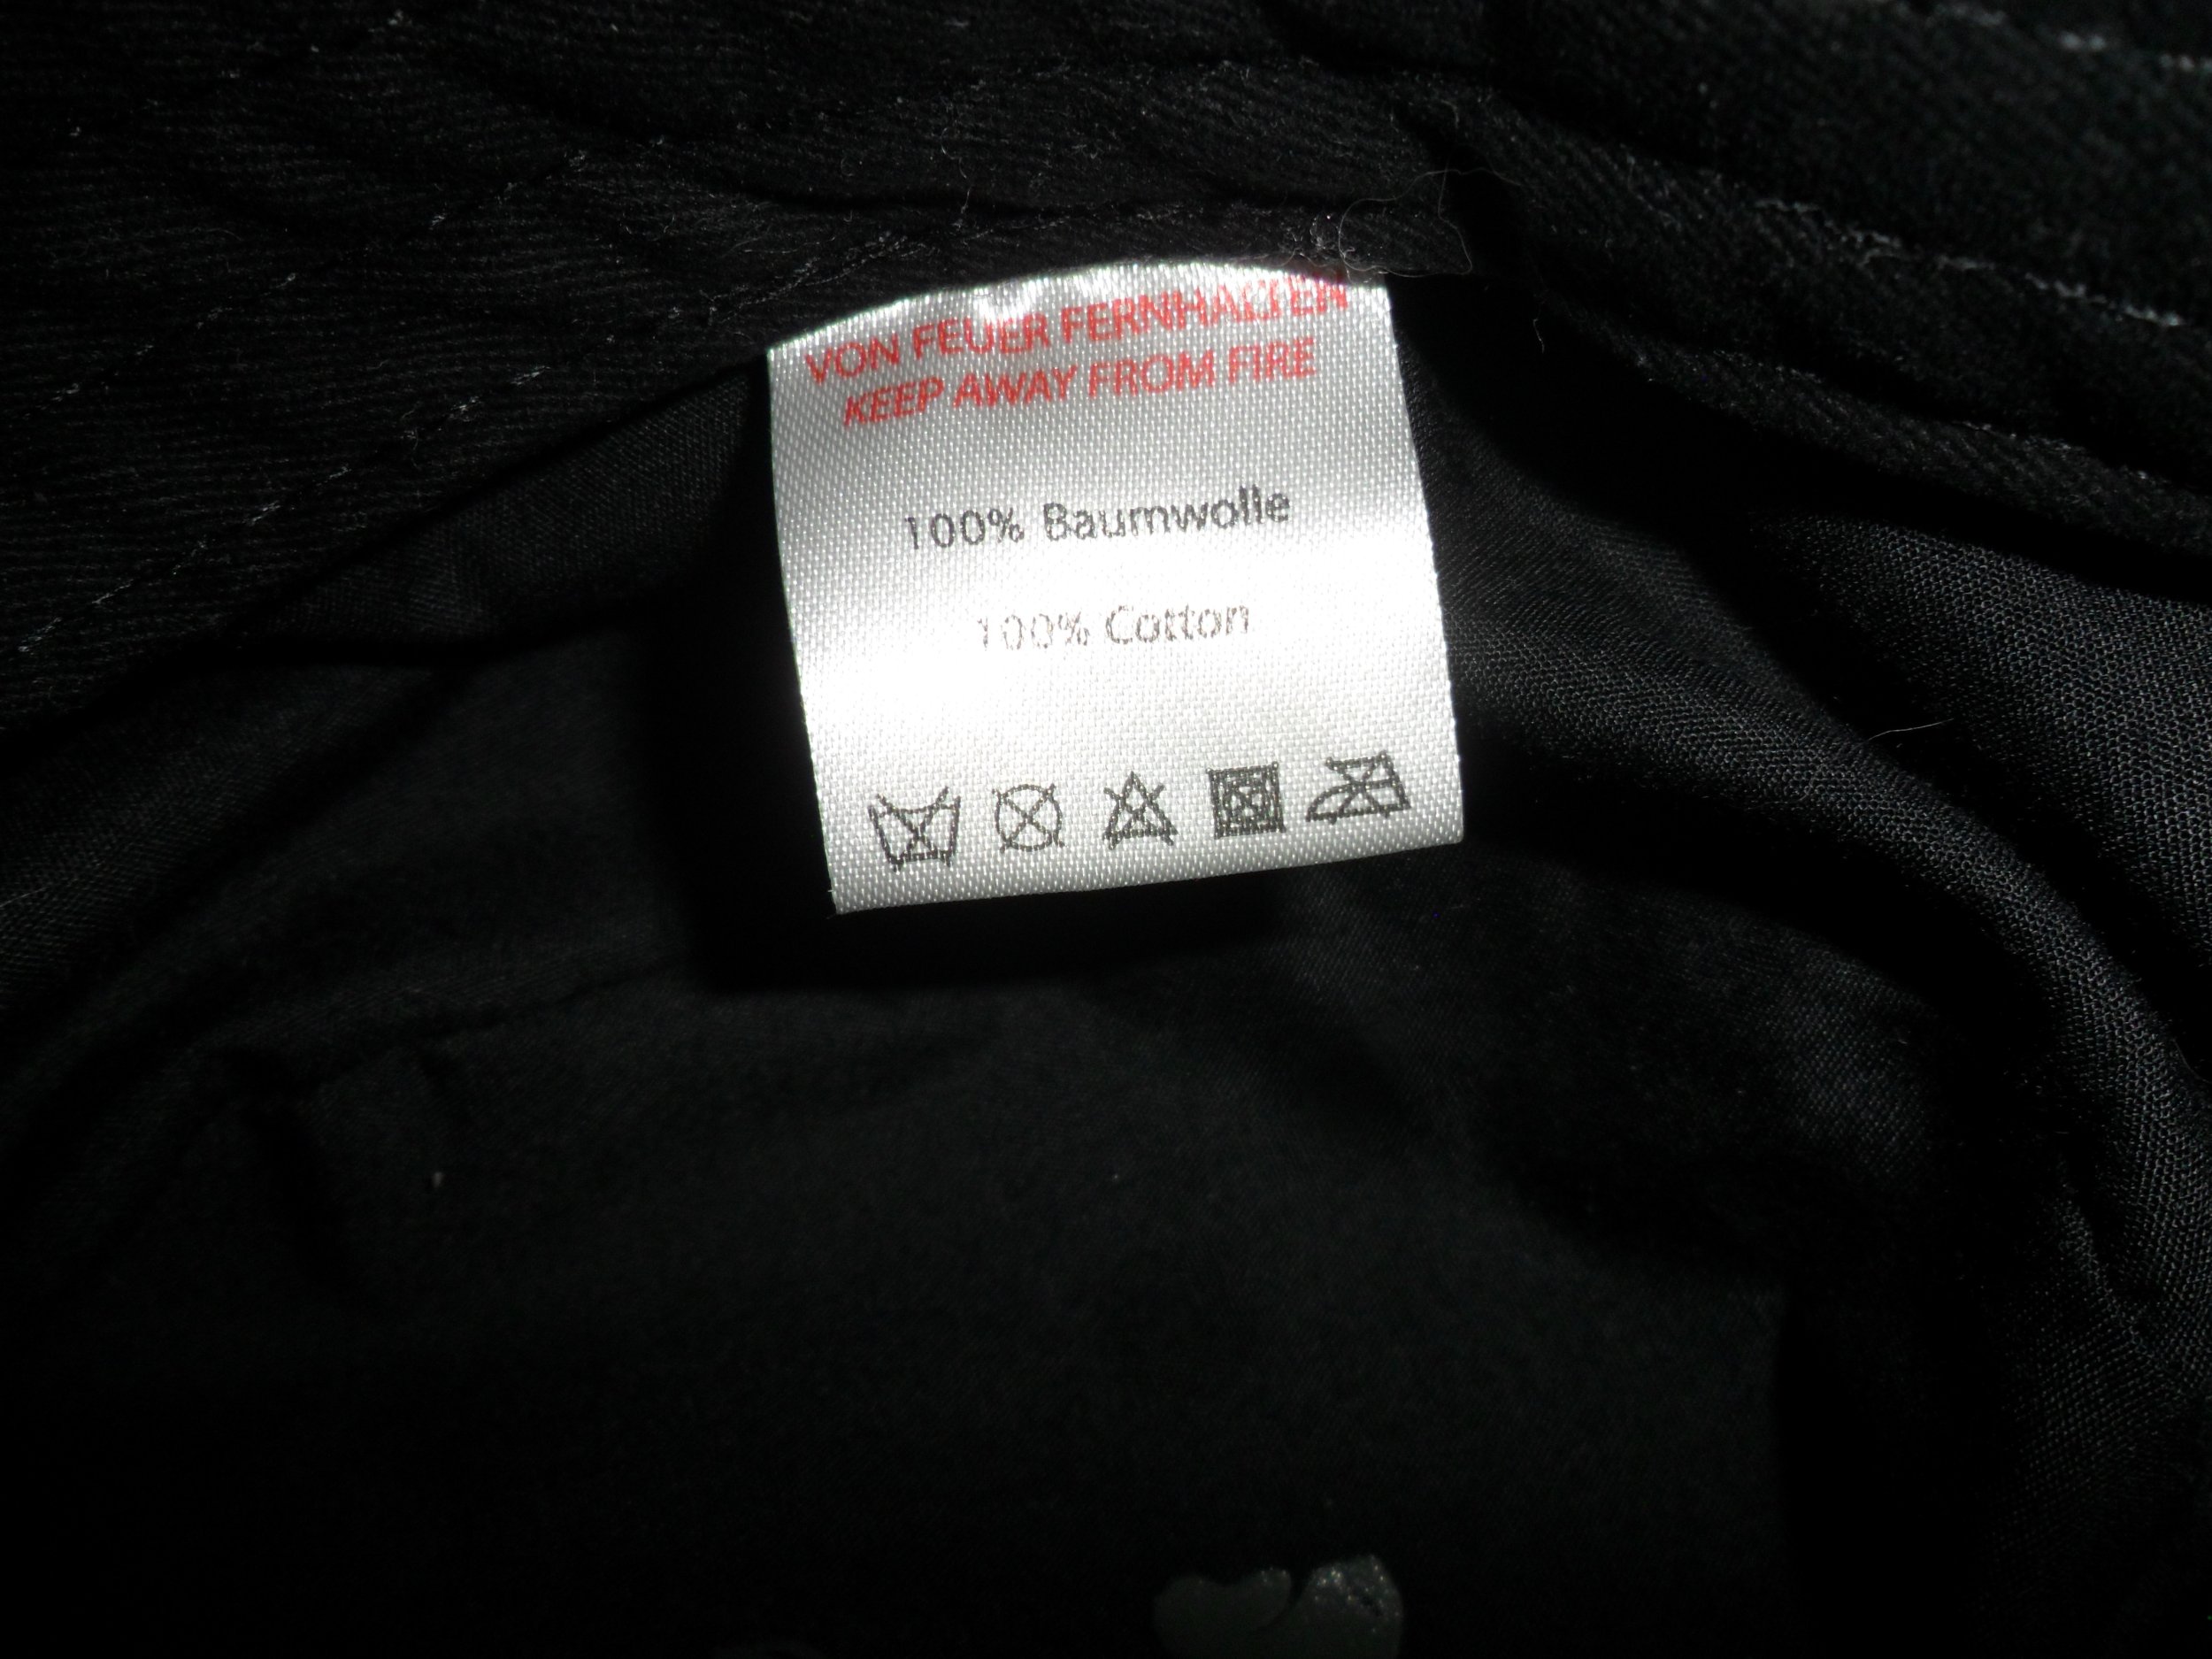 VON FEUER FERNHALTEN
KEEP AWAY FROM FIRE
100% Baumwolle
100% Cotton